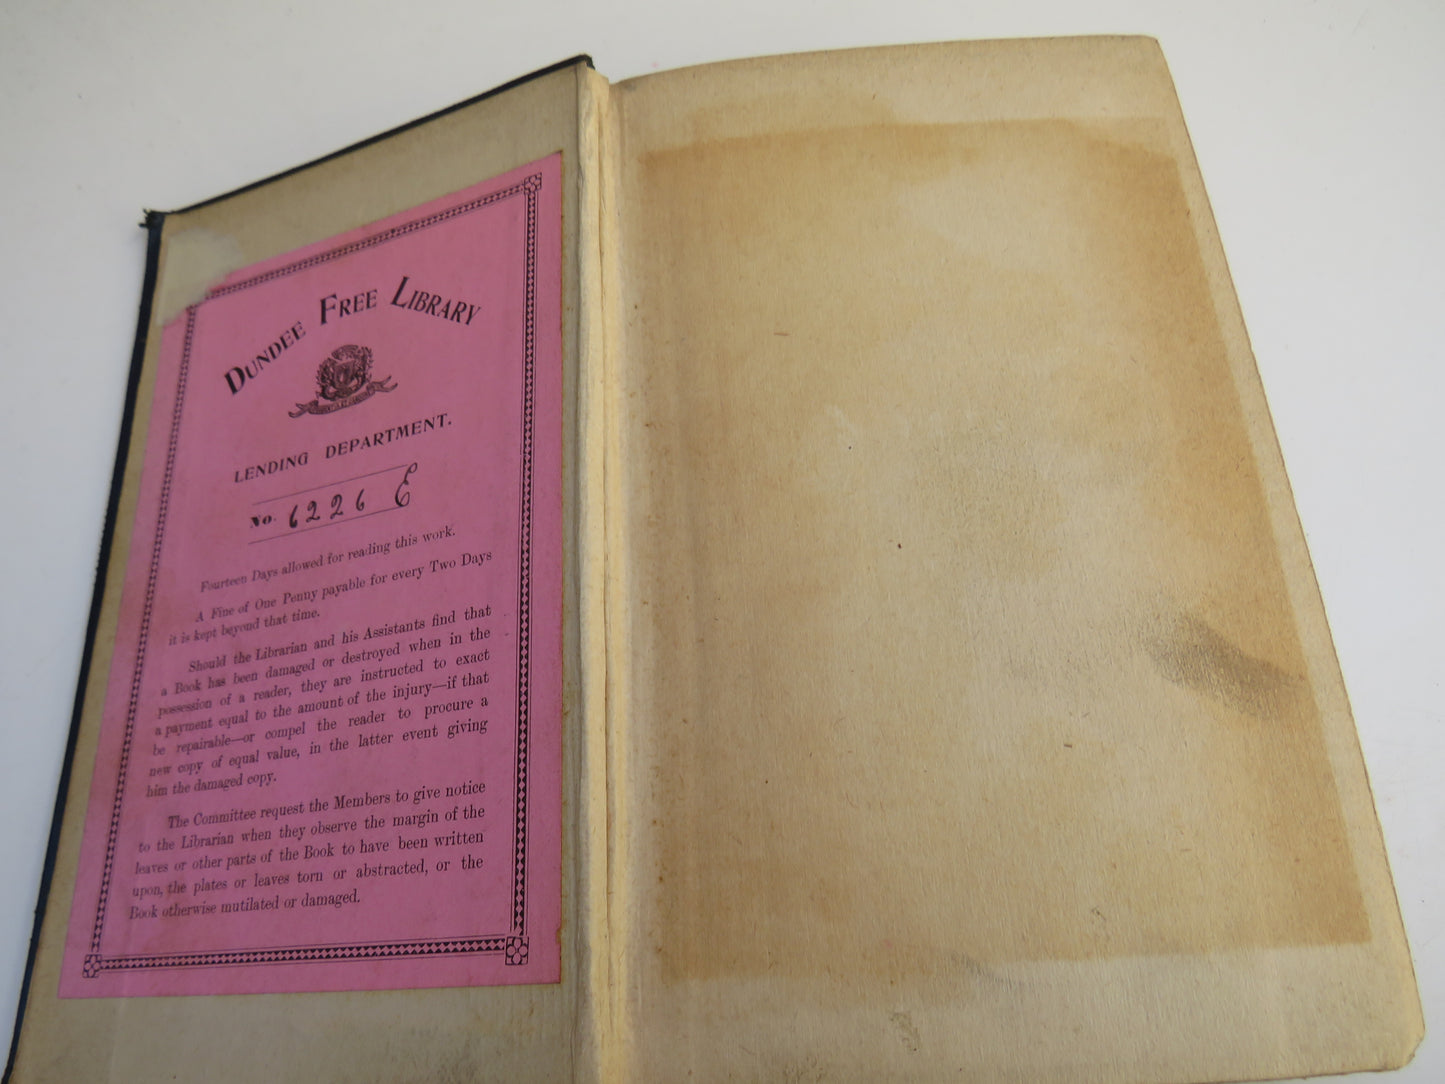 DUNDEE FREE LIBRARY
LENDING DEPARTMENT.
No. 6226 E
Fourteen Days allowed for reading this work.
A Fine of One Penny payable for every Two Days
it is kept beyond that time.
Should the Librarian and his Assistants find that
a Book has been damaged or destroyed when in the
possession of a reader, they are instructed to exact
a payment equal to the amount of the injury—if that
be repairable—or compel the reader to procure a
new copy of equal value, in the latter event giving
him the damaged copy.
The Committee request the Members to give notice
to the Librarian when they observe the margin of the
leaves or other parts of the Book to have been written
upon, the plates or leaves torn or abstracted, or the
Book otherwise mutilated or damaged.